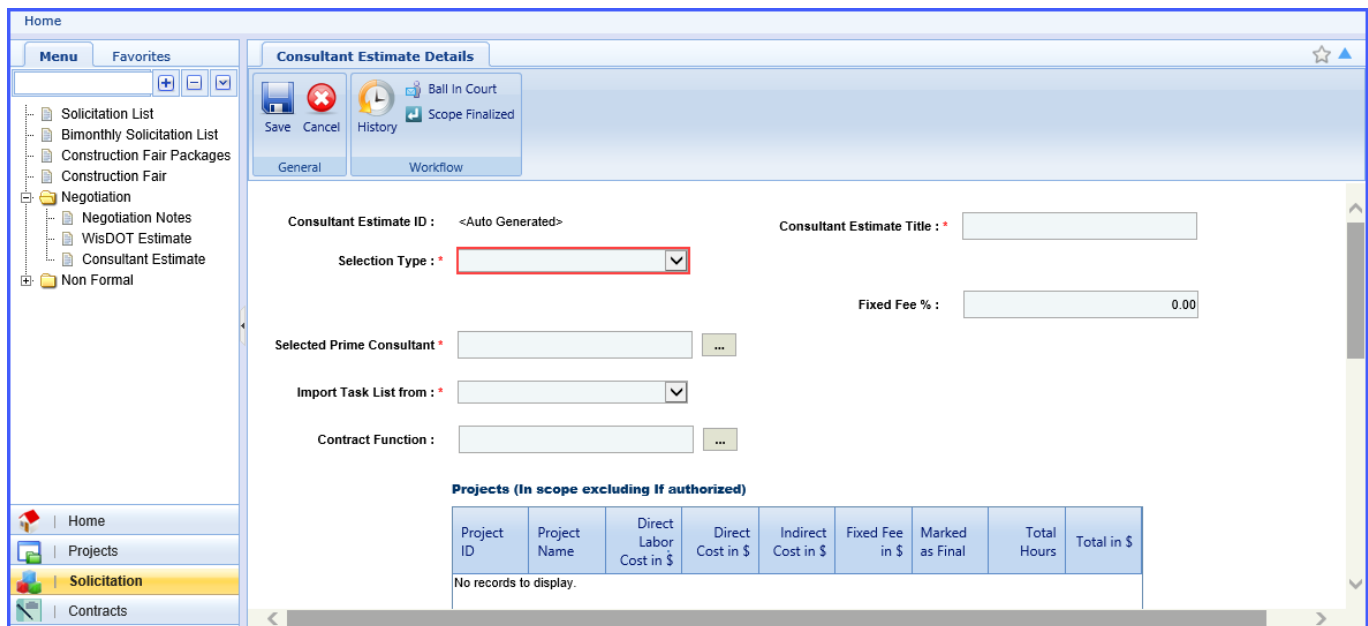 Home
Menu
Favorites
Solicitation List
Bimonthly Solicitation List
Construction Fair Packages
Construction Fair
Negotiation
Negotiation Notes
WisDOT Estimate
Consultant Estimate
Non Formal
Home
Projects
Solicitation
Contracts
Consultant Estimate Details
Save
Cancel
General
History
Ball In Court
Scope Finalized
Workflow
Consultant Estimate ID :
<Auto Generated>
Consultant Estimate Title : *
Selection Type : *
Fixed Fee % :
0.00
Selected Prime Consultant *
...
Import Task List from : *
Contract Function :
...
Projects (In scope excluding If authorized)
Project
ID
Project
Name
Direct
Labor
Cost in $
Direct
Cost in $
Indirect
Cost in $
Fixed Fee
in $
Marked
as Final
Total
Hours
Total in $
No records to display.